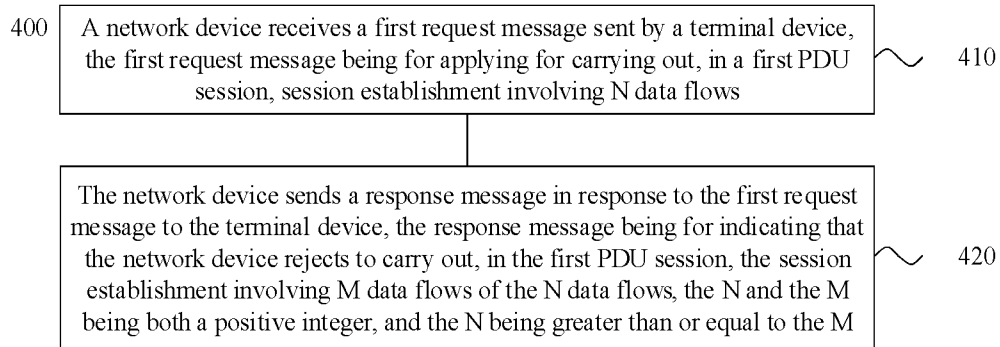 400
A network device receives a first request message sent by a terminal device,
the first request message being for applying for carrying out, in a first PDU
session, session establishment involving N data flows
410
The network device sends a response message in response to the first request
message to the terminal device, the response message being for indicating that
the network device rejects to carry out, in the first PDU session, the session
establishment involving M data flows of the N data flows, the N and the M
being both a positive integer, and the N being greater than or equal to the M
420